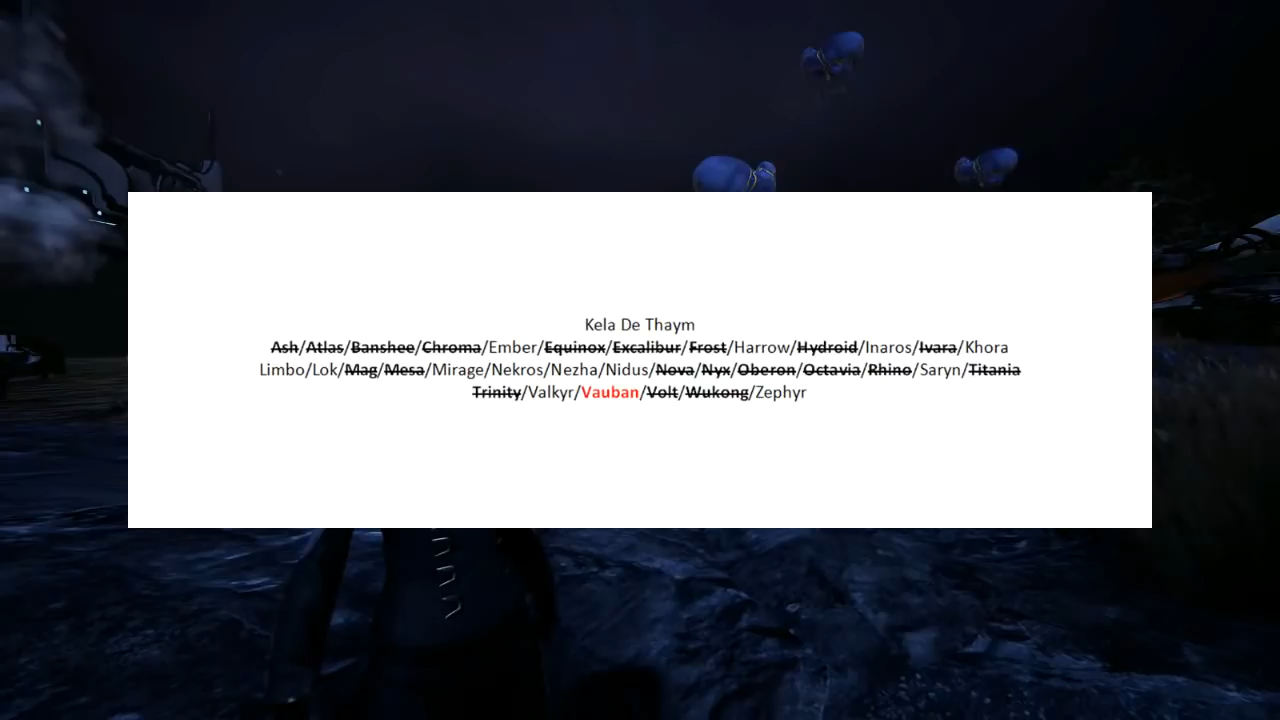 Kela De Thaym
Ash/Atlas/Banshee/Chroma/Ember/Equinox/Excalibur/Frost/Harrow/Hydroid/Inaros/Ivara/Khora
Limbo/Lok/Mag/Mesa/Mirage/Nekros/Nezha/Nidus/Nova/Nyx/Oberon/Octavia/Rhino/Saryn/Titania
Trinity/Valkyr/Vauban/Volt/Wukong/Zephyr